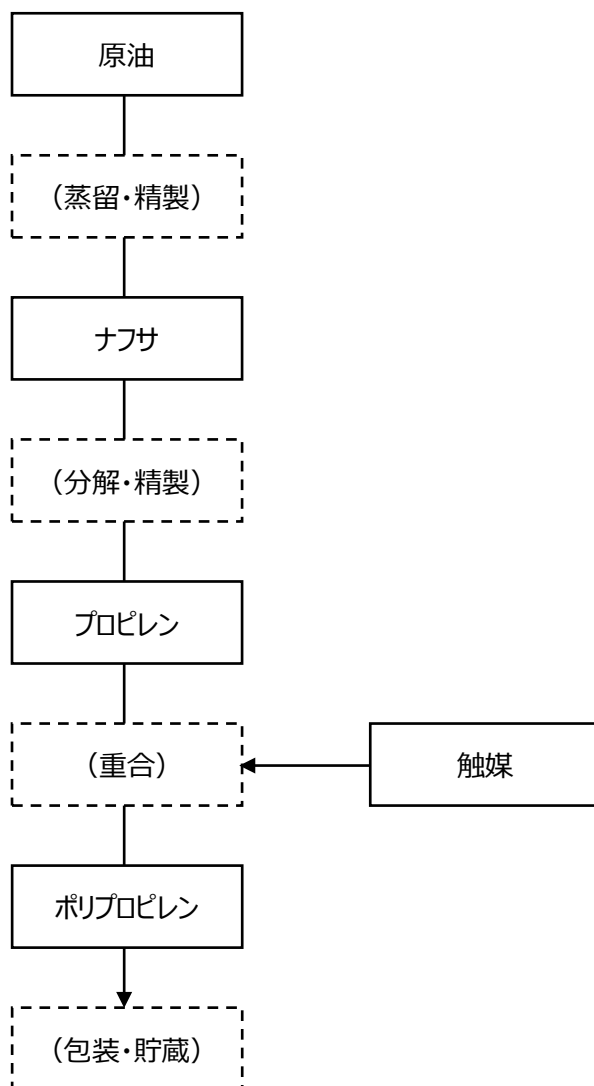 原油
（蒸留・精製）
ナフサ
（分解・精製）
プロピレン
（重合）
触媒
ポリプロピレン
（包装・貯蔵）